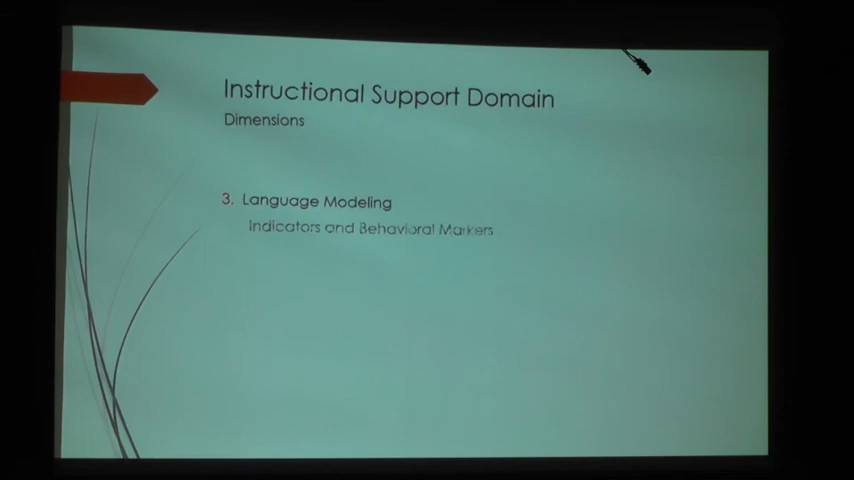 Instructional Support Domain
Dimensions
3. Language Modeling
Indicators and Behavioral Markers